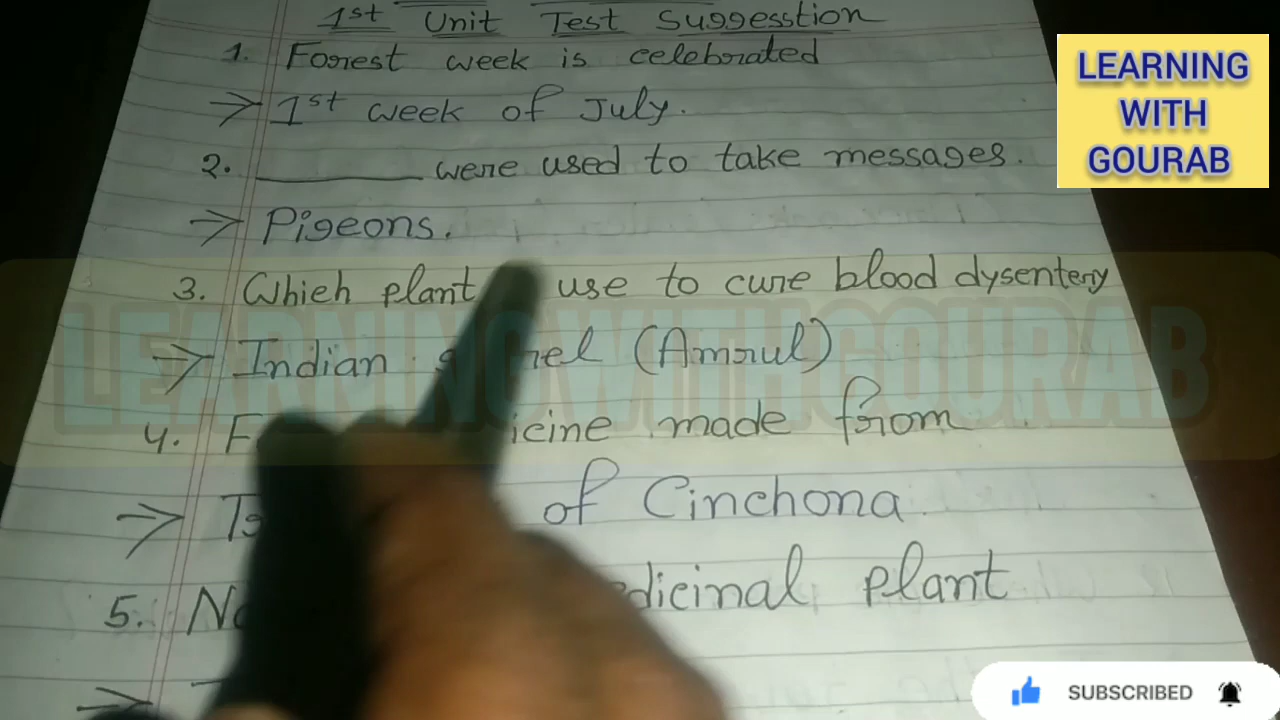 1st Unit Test Suggesstion
1. Forest week is celebrated
→ 1st week of July.
2. ________ were used to take messages.
→ Pigeons.
3. Which plant use to cure blood dysentery
→ Indian (Amrul)
4. made from
→ of Cinchona
5. plant
LEARNING
WITH
GOURAB
LEARNINGWITHGOURAB
SUBSCRIBED